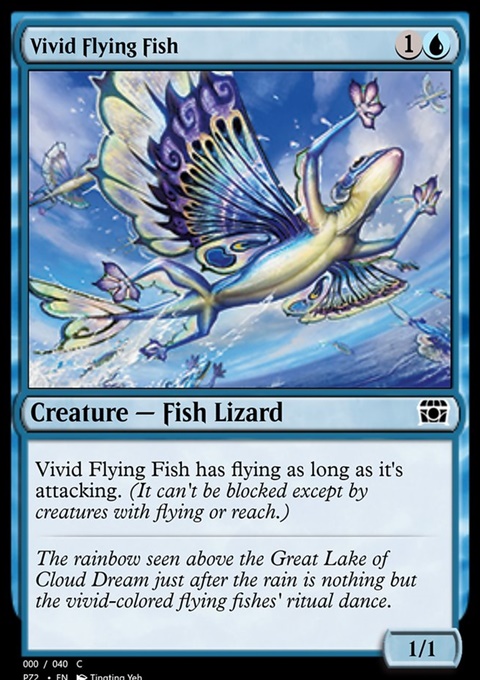 Vivid Flying Fish
1
Creature — Fish Lizard
Vivid Flying Fish has flying as long as it's
attacking. (It can't be blocked except by
creatures with flying or reach.)
The rainbow seen above the Great Lake of
Cloud Dream just after the rain is nothing but
the vivid-colored flying fishes' ritual dance.
1/1
000 / 040 C
PZ2 • EN Tingting Yeh